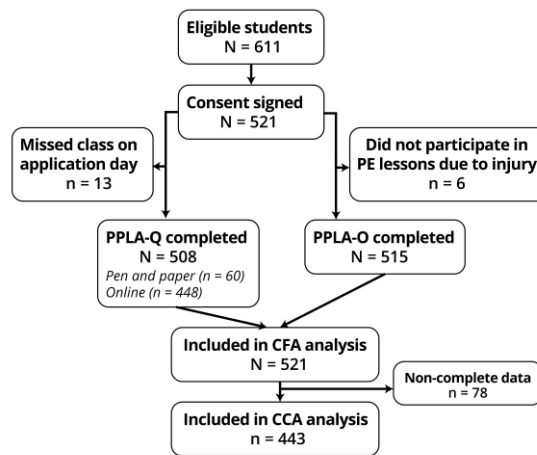 Eligible students
N = 611
Consent signed
N = 521
Missed class on
application day
n = 13
Did not participate in
PE lessons due to injury
n = 6
PPLA-Q completed
N = 508
Pen and paper (n = 60)
Online (n = 448)
PPLA-O completed
N = 515
Included in CFA analysis
N = 521
Non-complete data
n = 78
Included in CCA analysis
n = 443